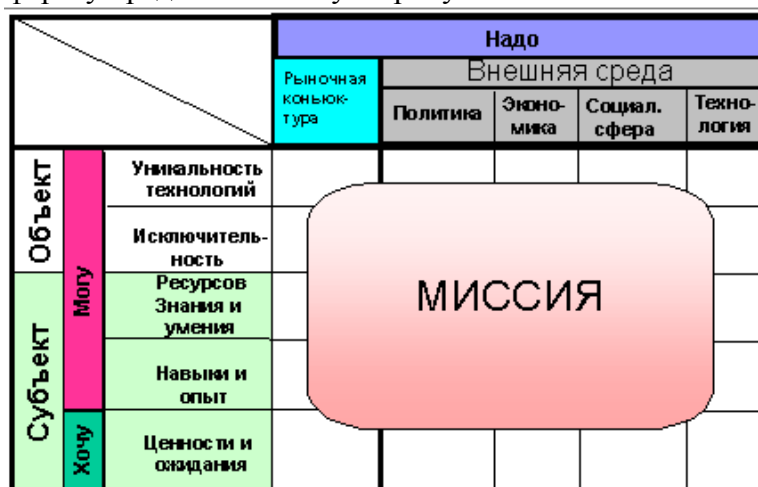 Надо
Рыночная
коньюк-
тура
Внешняя среда
Политика
Эконо-
мика
Социал.
сфера
Техно-
логия
Объект
Субъект
Могу
Хочу
Уникальность
технологий
Исключитель-
ность
Ресурсов
Знания и
умения
Навыки и
опыт
Ценности и
ожидания
МИССИЯ